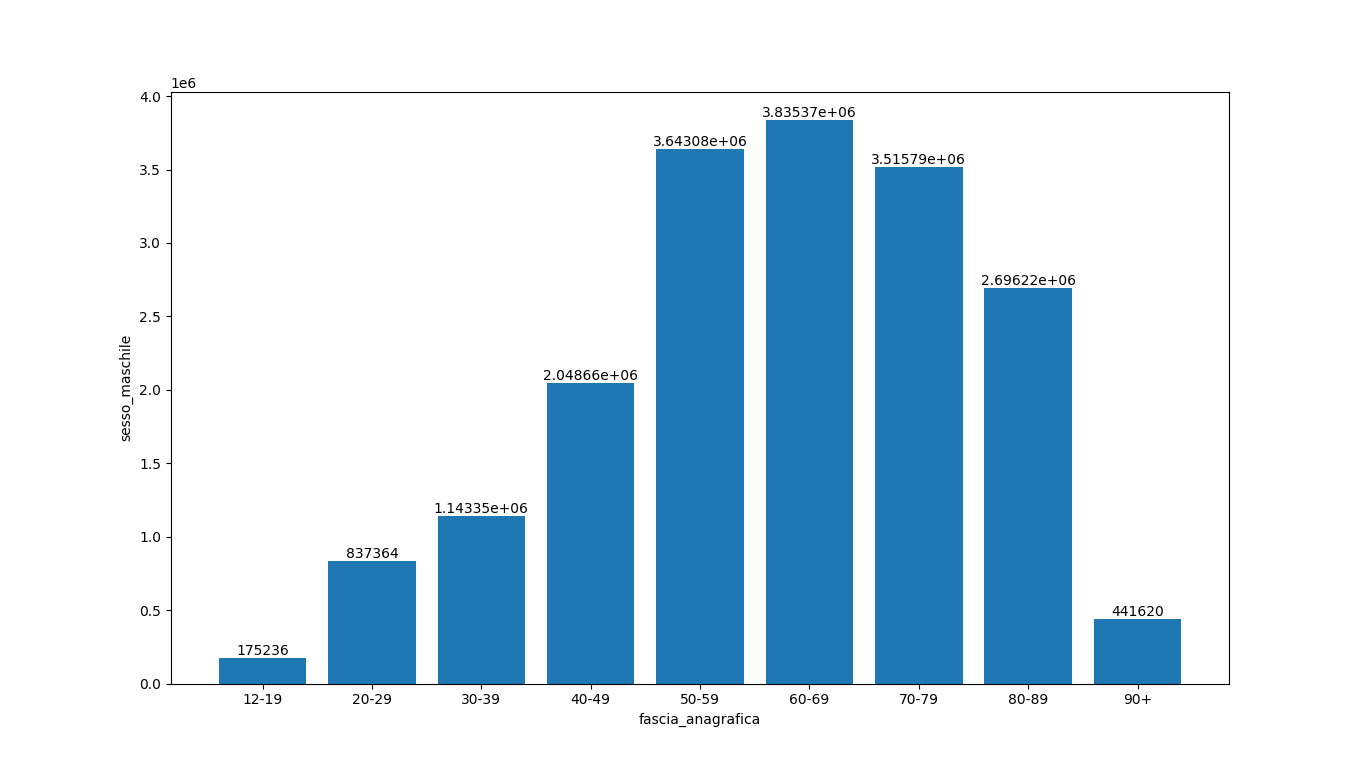 1e6
4.0
3.5
3.0
2.5
2.0
1.5
1.0
0.5
0.0
sesso_maschile
175236
837364
1.14335e+06
2.04866e+06
3.64308e+06
3.83537e+06
3.51579e+06
2.69622e+06
441620
12-19 20-29 30-39 40-49 50-59 60-69 70-79 80-89 90+
fascia_anagrafica